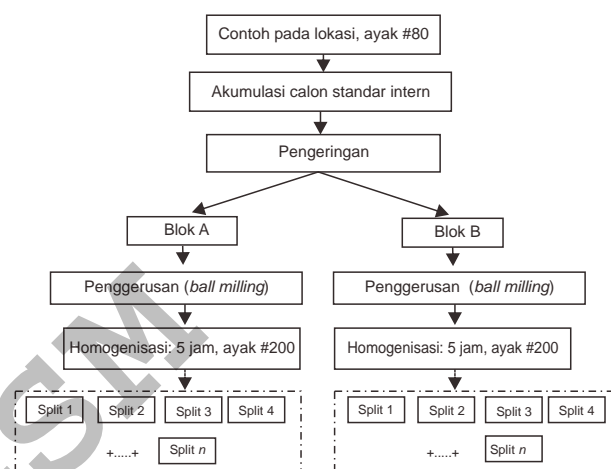 Contoh pada lokasi, ayak #80
Akumulasi calon standar intern
Pengeringan
Blok A
Blok B
Penggerusan (ball milling)
Penggerusan (ball milling)
Homogenisasi: 5 jam, ayak #200
Homogenisasi: 5 jam, ayak #200
Split 1 Split 2 Split 3 Split 4
Split 1 Split 2 Split 3 Split 4
+.....+ Split n
+.....+ Split n
SM